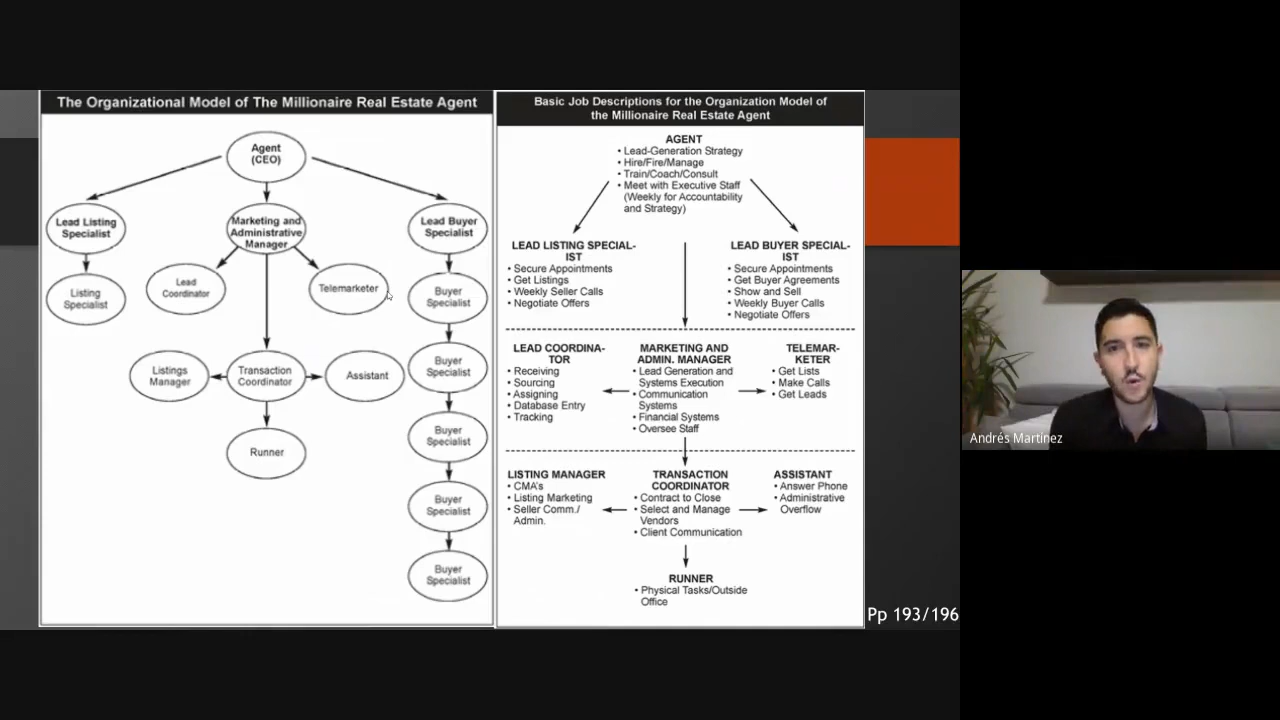 The Organizational Model of The Millionaire Real Estate Agent
Agent
(CEO)
Lead Listing
Specialist
Marketing and
Administrative
Manager
Lead Buyer
Specialist
Listing
Specialist
Lead
Coordinator
Telemarketer
Buyer
Specialist
Listings
Manager
Transaction
Coordinator
Assistant
Buyer
Specialist
Runner
Buyer
Specialist
Buyer
Specialist
Buyer
Specialist
Basic Job Descriptions for the Organization Model of
the Millionaire Real Estate Agent
AGENT
• Lead-Generation Strategy
• Hire/Fire/Manage
• Train/Coach/Consult
• Meet with Executive Staff
(Weekly for Accountability
and Strategy)
LEAD LISTING SPECIAL-
IST
• Secure Appointments
• Get Listings
• Weekly Seller Calls
• Negotiate Offers
LEAD BUYER SPECIAL-
IST
• Secure Appointments
• Get Buyer Agreements
• Show and Sell
• Weekly Buyer Calls
• Negotiate Offers
LEAD COORDINA-
TOR
• Receiving
• Sourcing
• Assigning
• Database Entry
• Tracking
MARKETING AND
ADMIN. MANAGER
• Lead Generation and
Systems Execution
• Communication
Systems
• Financial Systems
• Oversee Staff
TELEMAR-
KETER
• Get Lists
• Make Calls
• Get Leads
LISTING MANAGER
• CMA's
• Listing Marketing
• Seller Comm./
Admin.
TRANSACTION
COORDINATOR
• Contract to Close
• Select and Manage
Vendors
• Client Communication
ASSISTANT
• Answer Phone
• Administrative
Overflow
RUNNER
• Physical Tasks/Outside
Office
Pp 193/196
Andrés Martinez